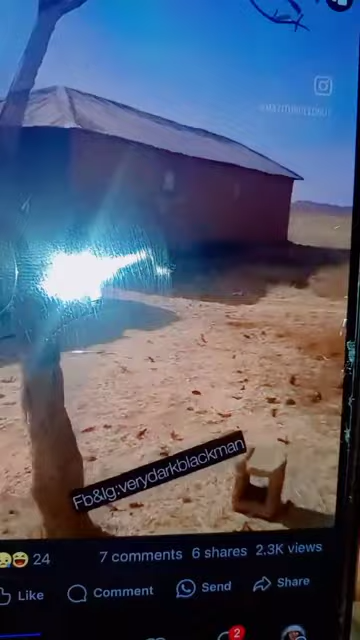 Fb&Ig:verydarkblackman
24
7 comments 6 shares 2.3K views
Like
Comment
Send
Share
2